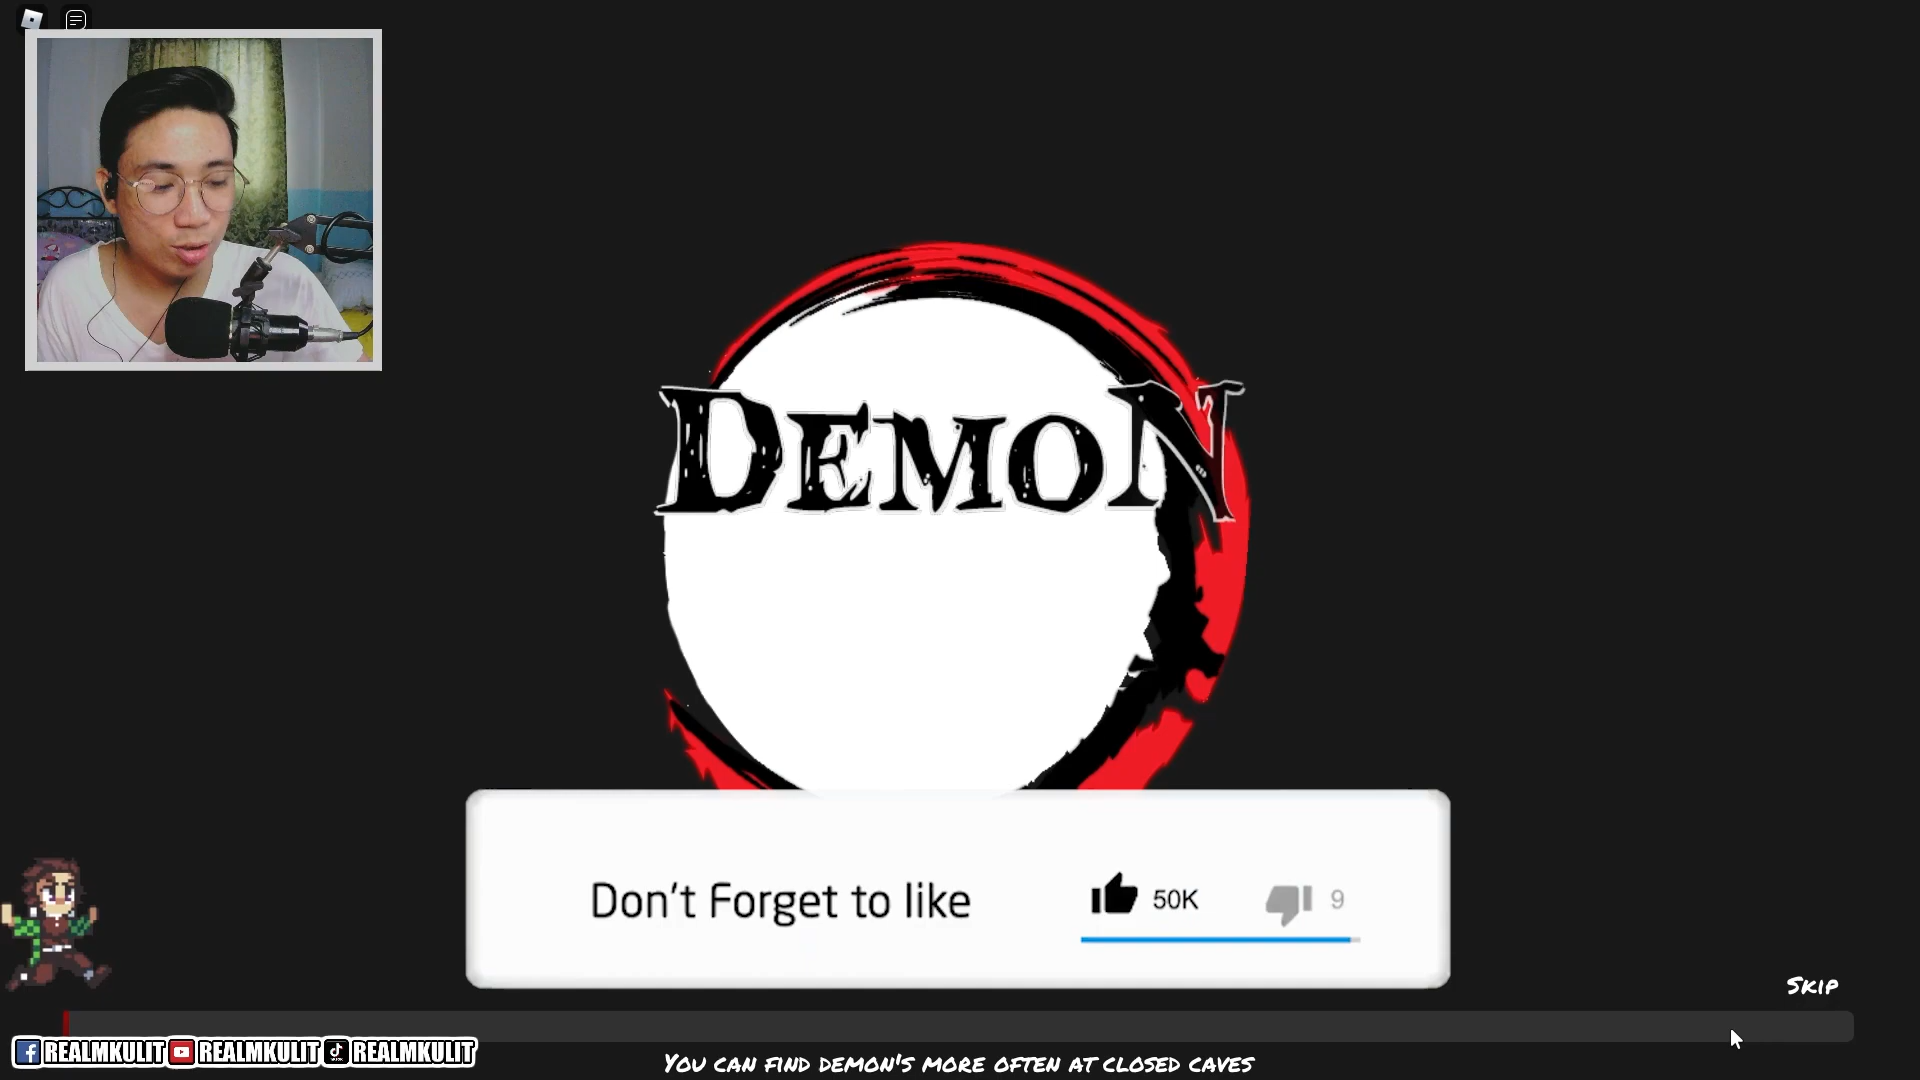 DEMON
Don't Forget to like
50K
9
SKIP
REALMKULIT REALMKULIT REALMKULIT
YOU CAN FIND DEMON'S MORE OFTEN AT CLOSED CAVES